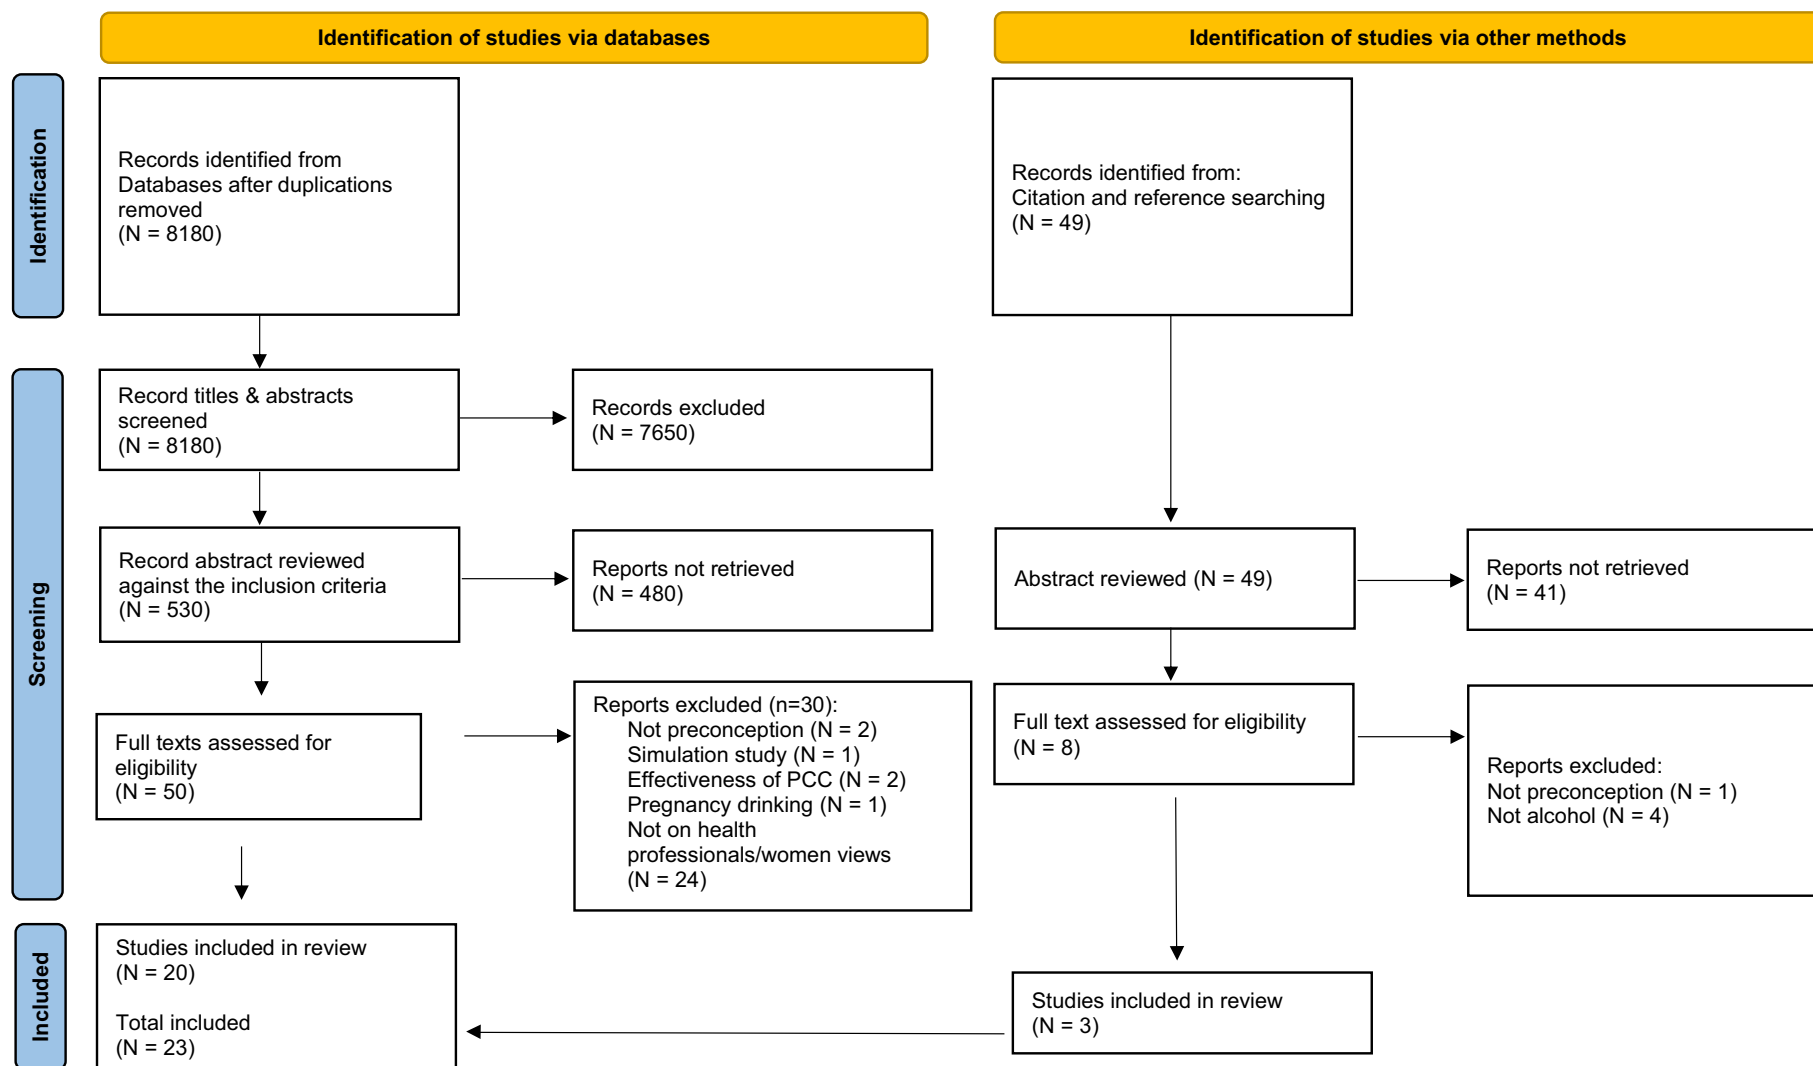 Identification of studies via databases
Identification of studies via other methods
Identification
Records identified from
Databases after duplications
removed
(N = 8180)
Records identified from:
Citation and reference searching
(N = 49)
Screening
Record titles & abstracts
screened
(N = 8180)
Records excluded
(N = 7650)
Record abstract reviewed
against the inclusion criteria
(N = 530)
Reports not retrieved
(N = 480)
Abstract reviewed (N = 49)
Reports not retrieved
(N = 41)
Full texts assessed for
eligibility
(N = 50)
Reports excluded (n=30):
Not preconception (N = 2)
Simulation study (N = 1)
Effectiveness of PCC (N = 2)
Pregnancy drinking (N = 1)
Not on health
professionals/women views
(N = 24)
Full text assessed for eligibility
(N = 8)
Reports excluded:
Not preconception (N = 1)
Not alcohol (N = 4)
Included
Studies included in review
(N = 20)
Total included
(N = 23)
Studies included in review
(N = 3)